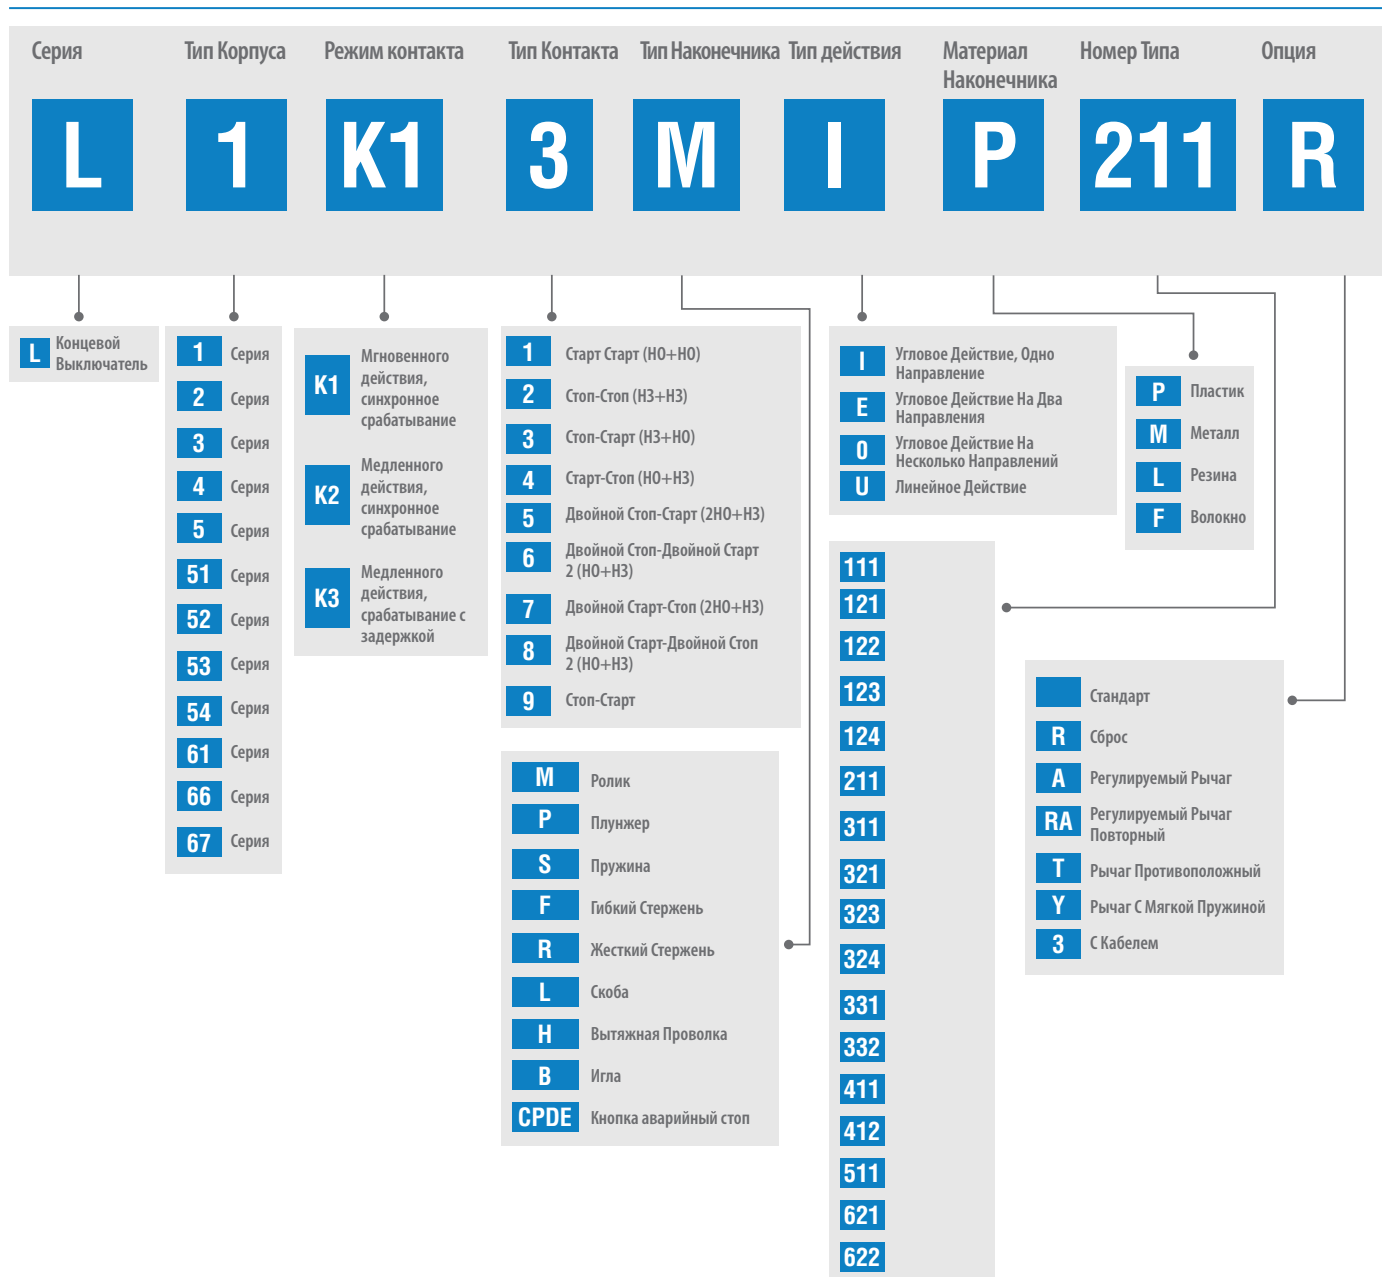 Серия
Тип Корпуса
Режим контакта
Тип Контакта
Тип Наконечника
Тип действия
Материал
Наконечника
Номер Типа
Опция
L
1
K1
3
M
I
P
211
R
L
Концевой
Выключатель
1 Серия
2 Серия
3 Серия
4 Серия
5 Серия
51 Серия
52 Серия
53 Серия
54 Серия
61 Серия
66 Серия
67 Серия
K1
Мгновенного
действия,
синхронное
срабатывание
K2
Медленного
действия,
синхронное
срабатывание
K3
Медленного
действия,
срабатывание с
задержкой
1 Старт Старт (НО+НО)
2 Стоп-Стоп (НЗ+НЗ)
3 Стоп-Старт (НЗ+НО)
4 Старт-Стоп (НО+НЗ)
5 Двойной Стоп-Старт (2НО+НЗ)
6 Двойной Стоп-Двойной Старт
2 (НО+НЗ)
7 Двойной Старт-Стоп (2НО+НЗ)
8 Двойной Старт-Двойной Стоп
2 (НО+НЗ)
9 Стоп-Старт
M Ролик
P Плунжер
S Пружина
F Гибкий Стержень
R Жесткий Стержень
L Скоба
H Вытяжная Проволка
B Игла
CPDE Кнопка аварийный стоп
I Угловое Действие, Одно
Направление
E Угловое Действие На Два
Направления
0 Угловое Действие На
Несколько Направлений
U Линейное Действие
P Пластик
M Металл
L Резина
F Волокно
111
121
122
123
124
211
311
321
323
324
331
332
411
412
511
621
622
Стандарт
R Сброс
A Регулируемый Рычаг
RA Регулируемый Рычаг
Повторный
T Рычаг Противоположный
Y Рычаг С Мягкой Пружиной
3 С Кабелем